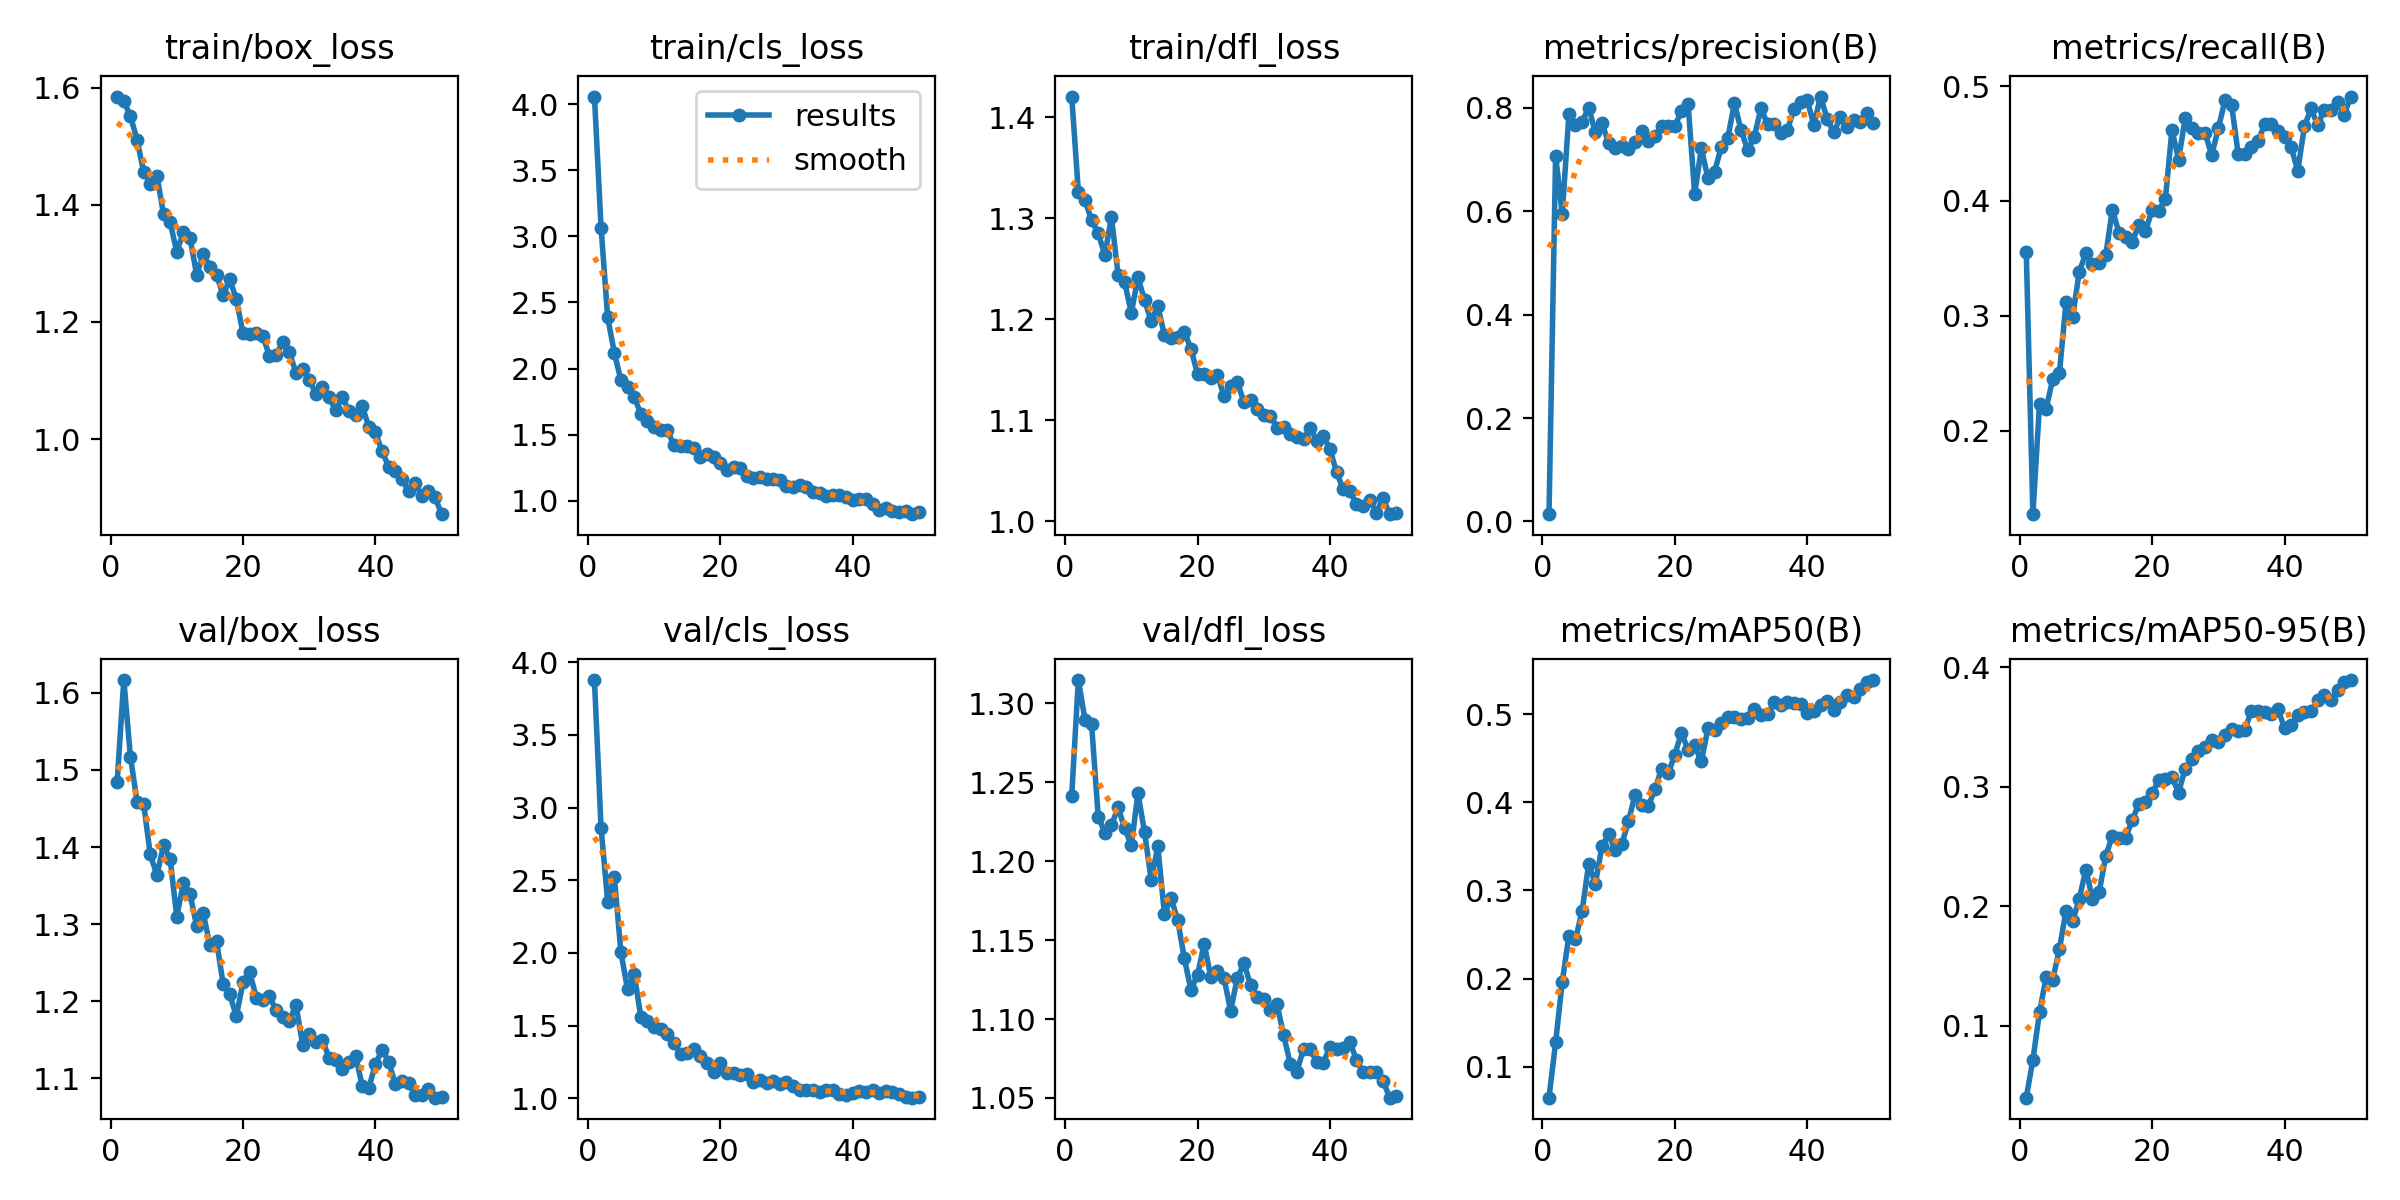 train/box_loss
1.6
1.4
1.2
1.0
0 20 40
train/cls_loss
4.0
3.5
3.0
2.5
2.0
1.5
1.0
0 20 40
results
smooth
train/dfl_loss
1.4
1.3
1.2
1.1
1.0
0 20 40
metrics/precision(B)
0.8
0.6
0.4
0.2
0.0
0 20 40
metrics/recall(B)
0.5
0.4
0.3
0.2
0 20 40
val/box_loss
1.6
1.5
1.4
1.3
1.2
1.1
0 20 40
val/cls_loss
4.0
3.5
3.0
2.5
2.0
1.5
1.0
0 20 40
val/dfl_loss
1.30
1.25
1.20
1.15
1.10
1.05
0 20 40
metrics/mAP50(B)
0.5
0.4
0.3
0.2
0.1
0 20 40
metrics/mAP50-95(B)
0.4
0.3
0.2
0.1
0 20 40